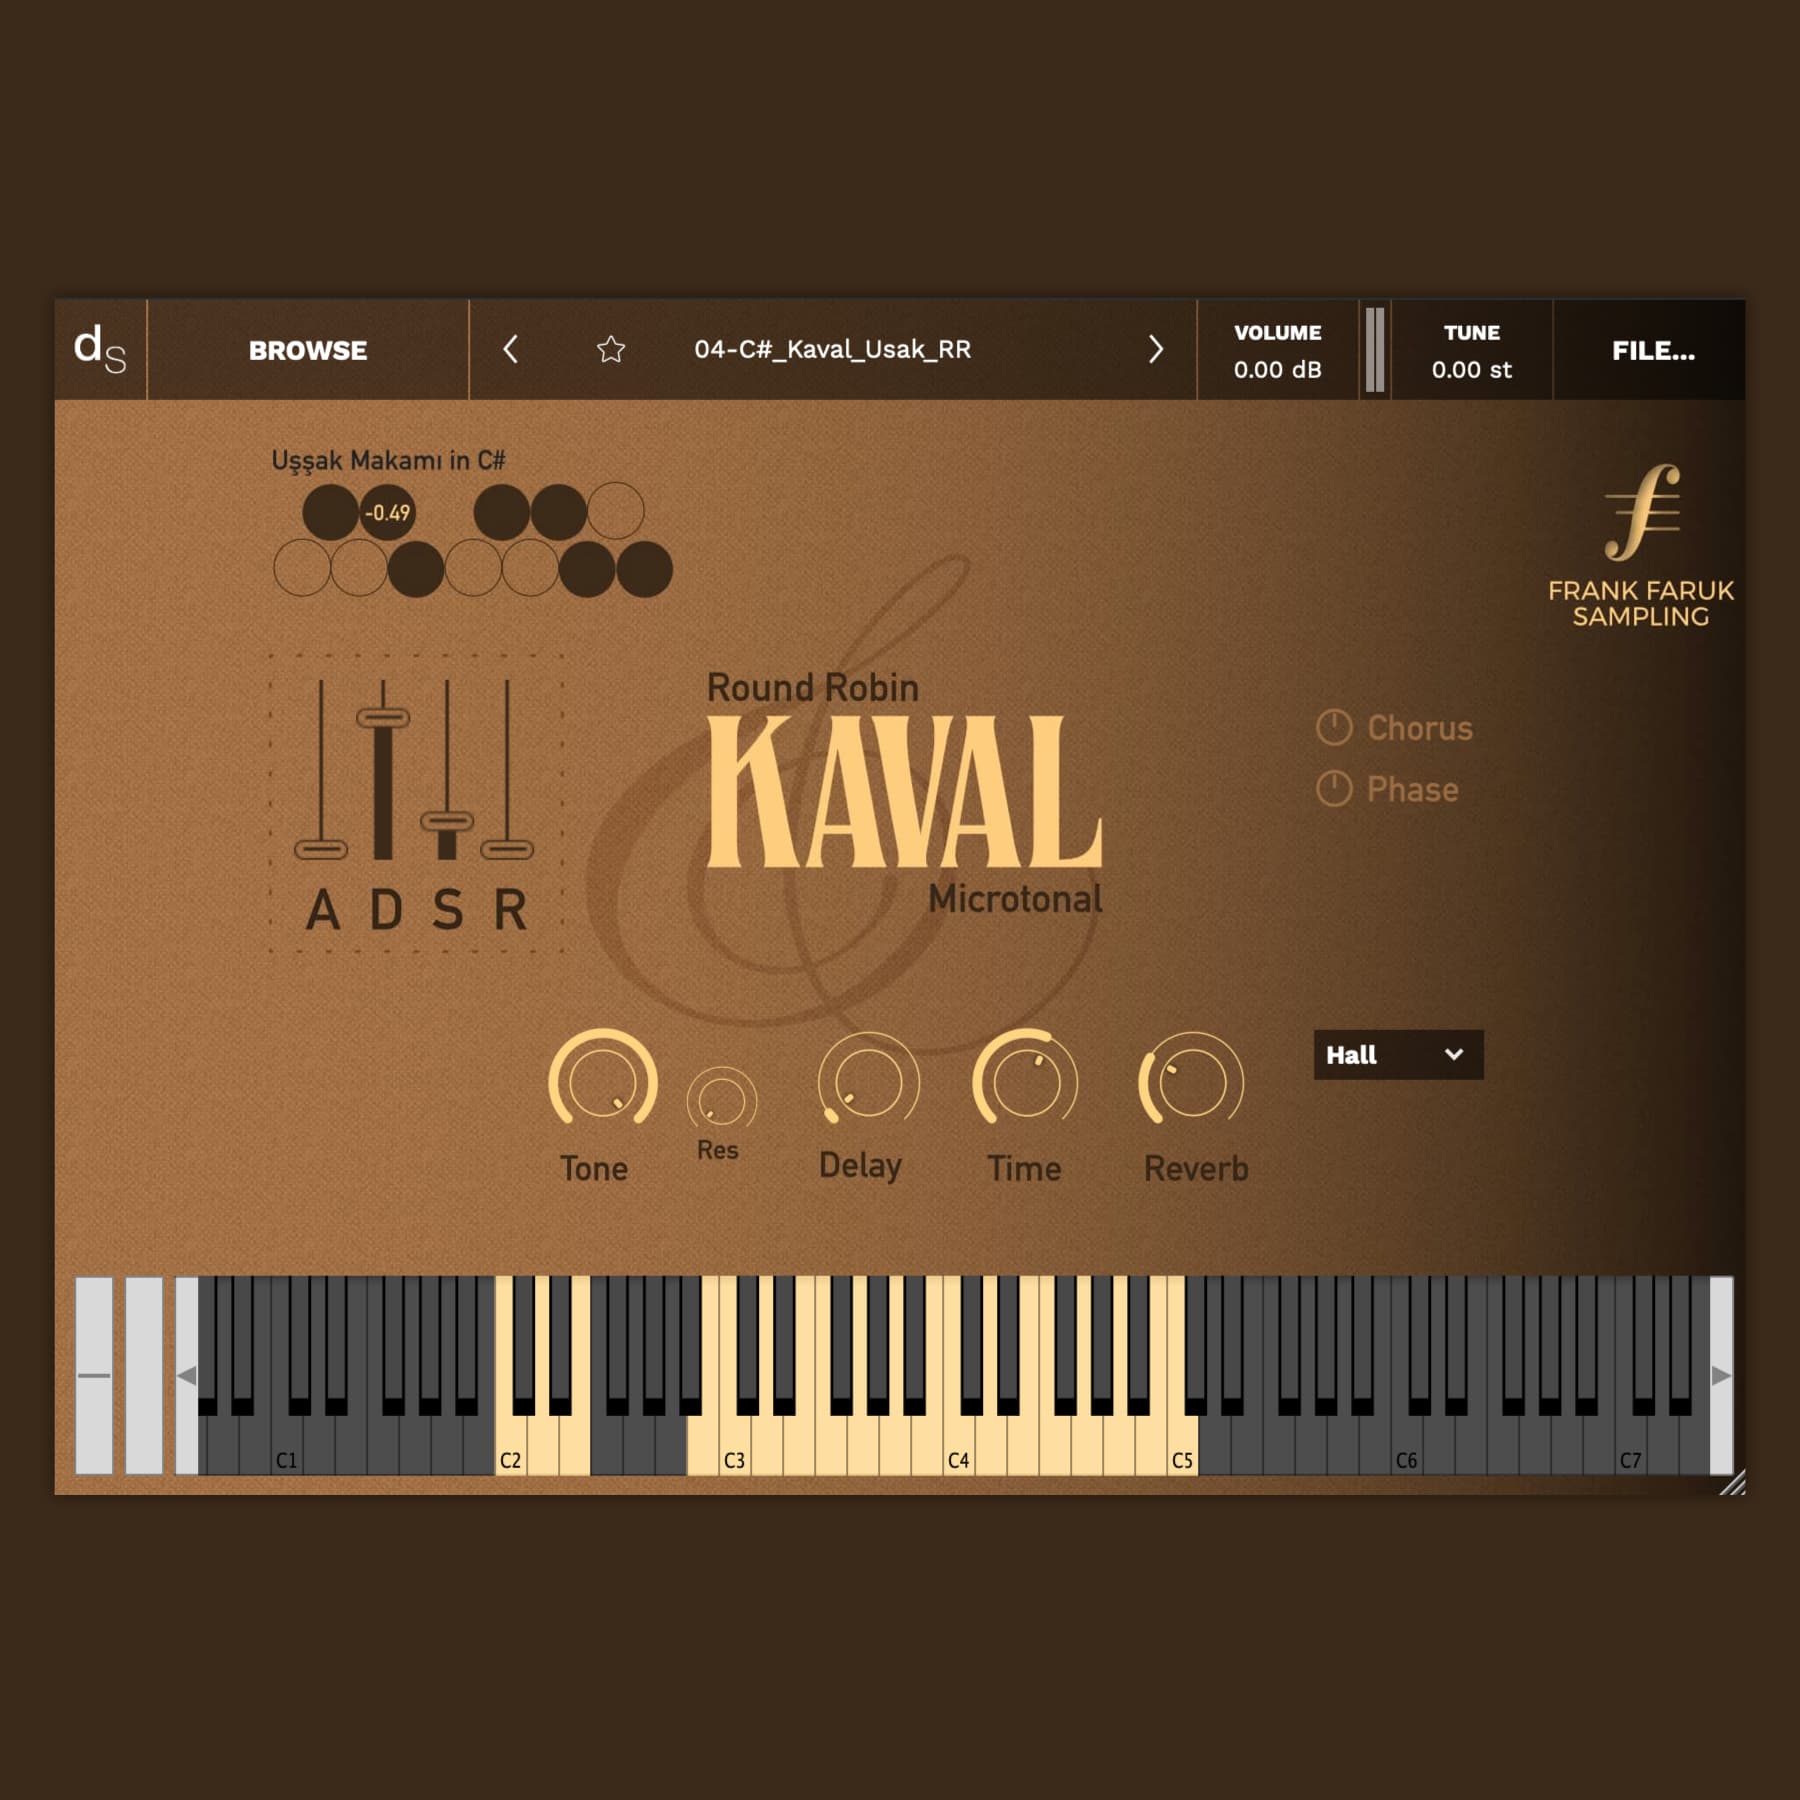 ds
BROWSE
04-C#_Kaval_Usak_RR
VOLUME
0.00 dB
TUNE
0.00 st
FILE...
Uşşak Makamı in C#
-0.49
FRANK FARUK
SAMPLING
Round Robin
KAVAL
Microtonal
Chorus
Phase
A D S R
Hall
Tone
Res
Delay
Time
Reverb
C1 C2 C3 C4 C5 C6 C7